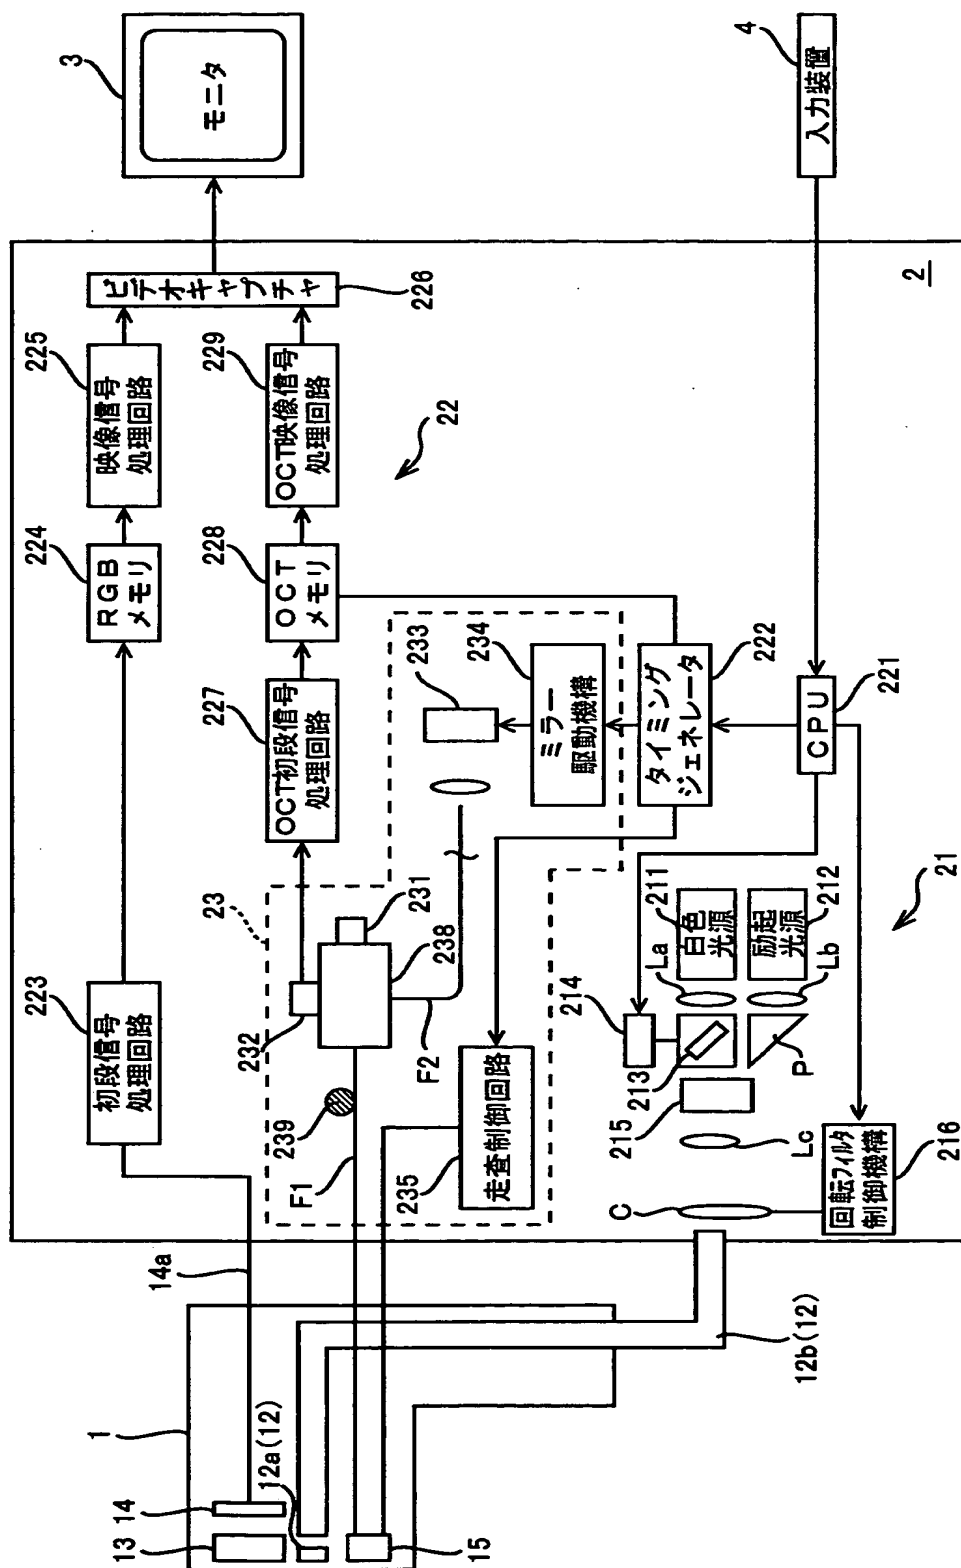 1
13
14
14a
12a(12)
15
12b(12)
223
初段信号
処理回路
224
RGB
メモリ
225
映像信号
処理回路
ビデオキャプチャ
226
3
モニタ
227
OCT初段信号
処理回路
228
OCT
メモリ
229
OCT映像信号
処理回路
22
23
232
231
238
239
F1
F2
233
234
ミラー
駆動機構
235
走査制御回路
222
タイミング
ジェネレータ
4
入力装置
221
CPU
2
214
La
211
白色
光源
212
励起
光源
Lb
213
P
215
Lc
C
回転フィルタ
制御機構
216
21